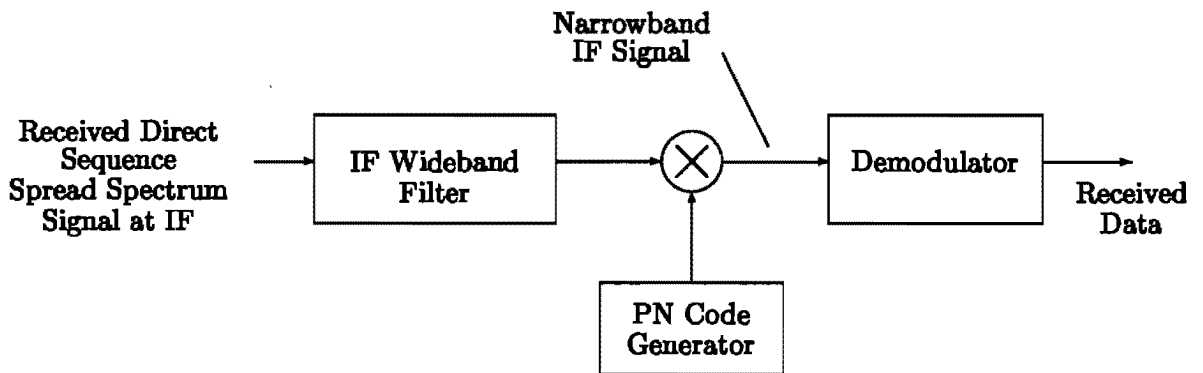 Narrowband
IF Signal
Received Direct
Sequence
Spread Spectrum
Signal at IF
IF Wideband
Filter
Demodulator
Received
Data
PN Code
Generator